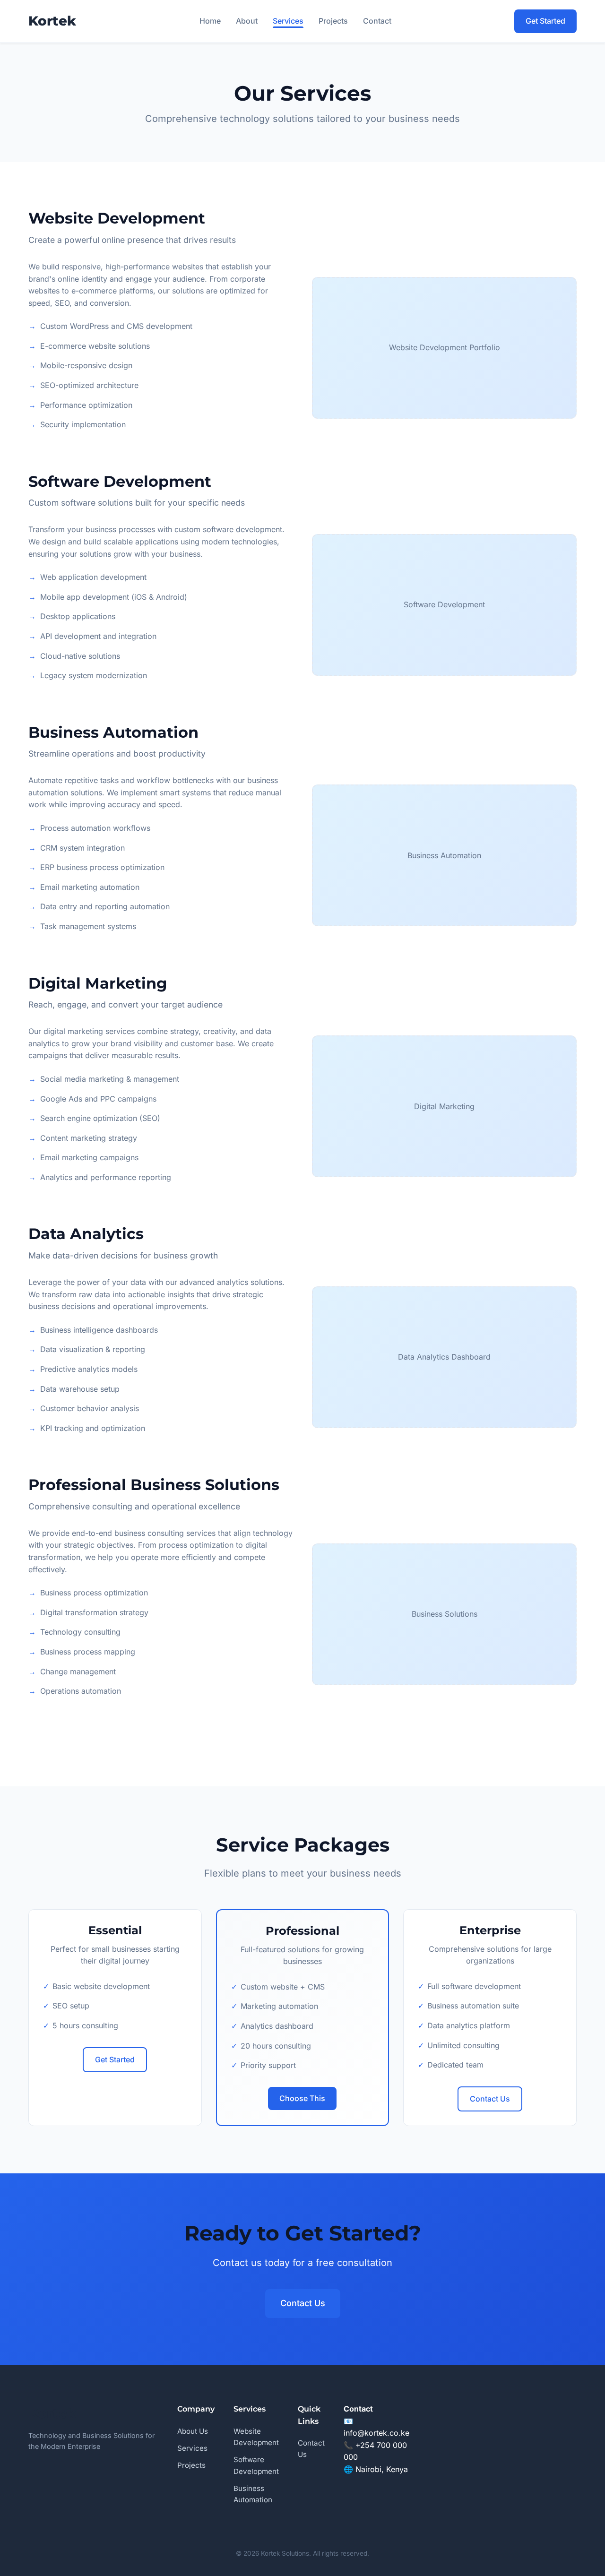 Kortek
Home About Services Projects Contact
Get Started
Our Services
Comprehensive technology solutions tailored to your business needs
Website Development
Create a powerful online presence that drives results
We build responsive, high-performance websites that establish your
brand's online identity and engage your audience. From corporate
websites to e-commerce platforms, our solutions are optimized for
speed, SEO, and conversion.
→ Custom WordPress and CMS development
→ E-commerce website solutions
→ Mobile-responsive design
→ SEO-optimized architecture
→ Performance optimization
→ Security implementation
Website Development Portfolio
Software Development
Custom software solutions built for your specific needs
Transform your business processes with custom software development.
We design and build scalable applications using modern technologies,
ensuring your solutions grow with your business.
→ Web application development
→ Mobile app development (iOS & Android)
→ Desktop applications
→ API development and integration
→ Cloud-native solutions
→ Legacy system modernization
Software Development
Business Automation
Streamline operations and boost productivity
Automate repetitive tasks and workflow bottlenecks with our business
automation solutions. We implement smart systems that reduce manual
work while improving accuracy and speed.
→ Process automation workflows
→ CRM system integration
→ ERP business process optimization
→ Email marketing automation
→ Data entry and reporting automation
→ Task management systems
Business Automation
Digital Marketing
Reach, engage, and convert your target audience
Our digital marketing services combine strategy, creativity, and data
analytics to grow your brand visibility and customer base. We create
campaigns that deliver measurable results.
→ Social media marketing & management
→ Google Ads and PPC campaigns
→ Search engine optimization (SEO)
→ Content marketing strategy
→ Email marketing campaigns
→ Analytics and performance reporting
Digital Marketing
Data Analytics
Make data-driven decisions for business growth
Leverage the power of your data with our advanced analytics solutions.
We transform raw data into actionable insights that drive strategic
business decisions and operational improvements.
→ Business intelligence dashboards
→ Data visualization & reporting
→ Predictive analytics models
→ Data warehouse setup
→ Customer behavior analysis
→ KPI tracking and optimization
Data Analytics Dashboard
Professional Business Solutions
Comprehensive consulting and operational excellence
We provide end-to-end business consulting services that align technology
with your strategic objectives. From process optimization to digital
transformation, we help you operate more efficiently and compete
effectively.
→ Business process optimization
→ Digital transformation strategy
→ Technology consulting
→ Business process mapping
→ Change management
→ Operations automation
Business Solutions
Service Packages
Flexible plans to meet your business needs
Essential
Perfect for small businesses starting
their digital journey
✓ Basic website development
✓ SEO setup
✓ 5 hours consulting
Get Started
Professional
Full-featured solutions for growing
businesses
✓ Custom website + CMS
✓ Marketing automation
✓ Analytics dashboard
✓ 20 hours consulting
✓ Priority support
Choose This
Enterprise
Comprehensive solutions for large
organizations
✓ Full software development
✓ Business automation suite
✓ Data analytics platform
✓ Unlimited consulting
✓ Dedicated team
Contact Us
Ready to Get Started?
Contact us today for a free consultation
Contact Us
Technology and Business Solutions for
the Modern Enterprise
Company
About Us
Services
Projects
Services
Website
Development
Software
Development
Business
Automation
Quick
Links
Contact
Us
Contact
📧
info@kortek.co.ke
📞 +254 700 000
000
🌐 Nairobi, Kenya
© 2026 Kortek Solutions. All rights reserved.